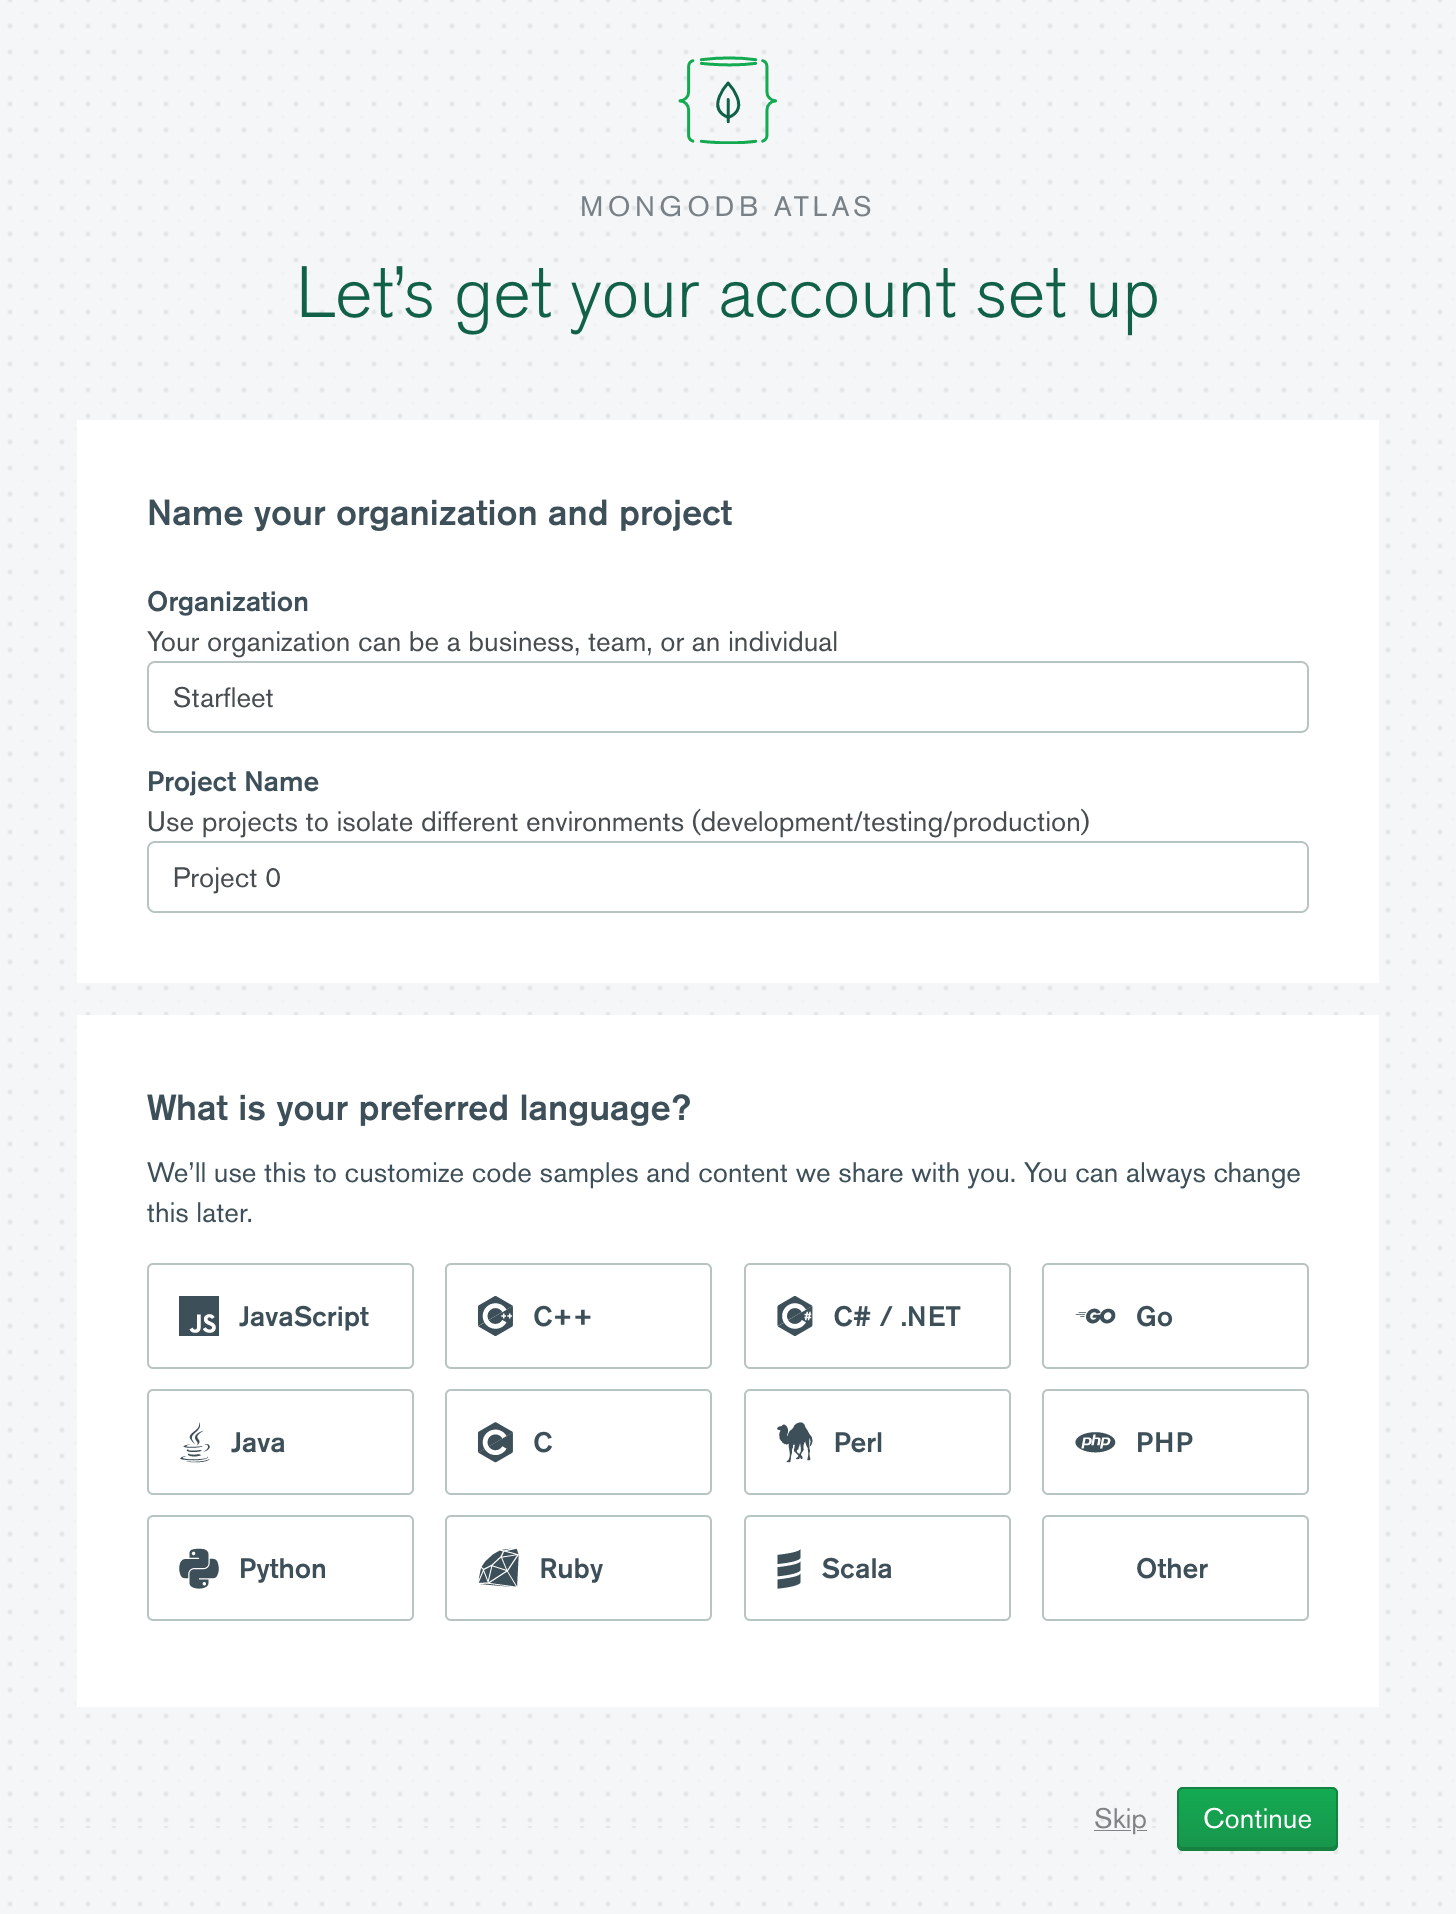 MONGODB ATLAS
Let’s get your account set up
Name your organization and project
Organization
Your organization can be a business, team, or an individual
Starfleet
Project Name
Use projects to isolate different environments (development/testing/production)
Project 0
What is your preferred language?
We’ll use this to customize code samples and content we share with you. You can always change
this later.
JS JavaScript
C++ C++
C# C# / .NET
GO Go
Java
C C
Perl
php PHP
Python
Ruby
Scala
Other
Skip
Continue